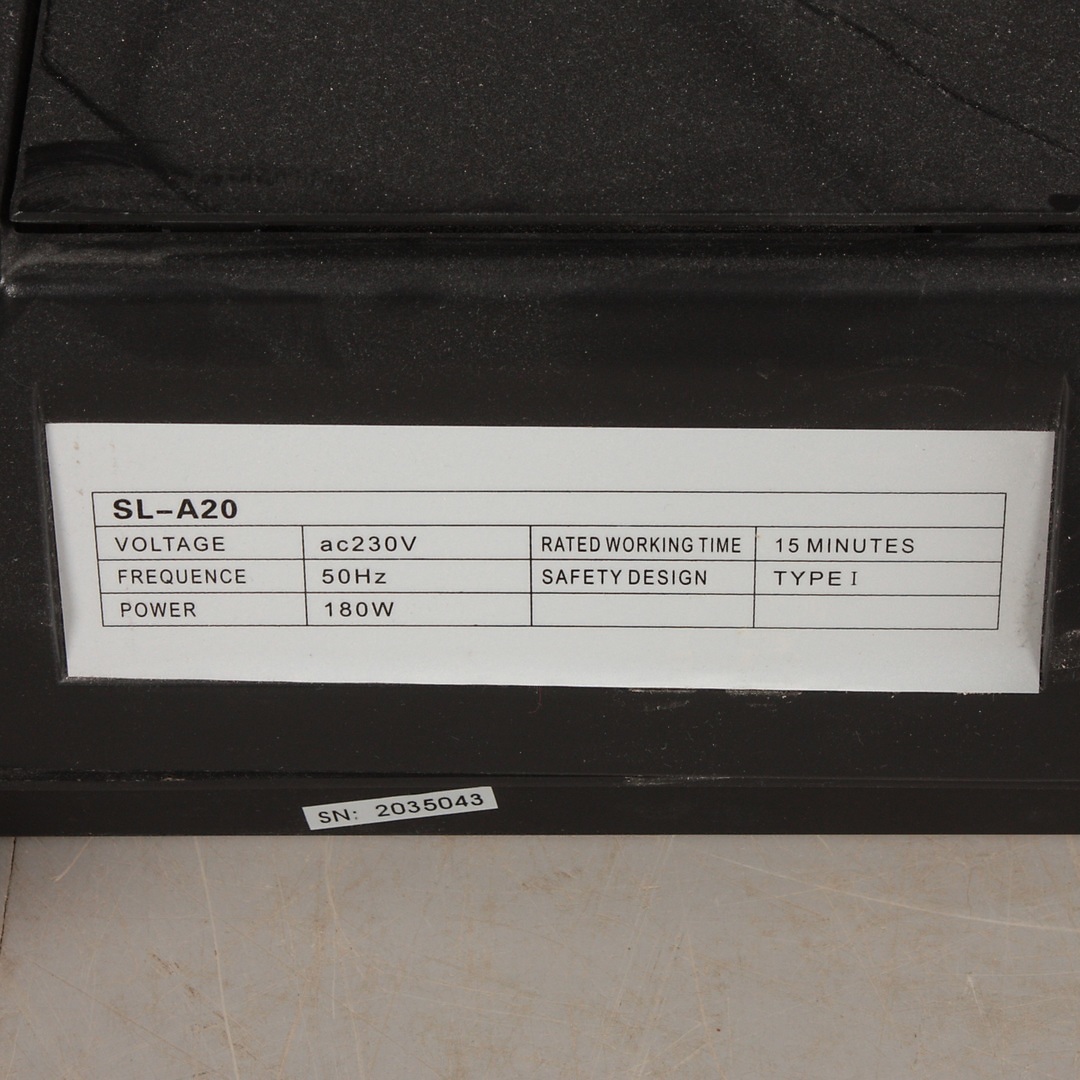 SL-A20
VOLTAGE ac230V RATED WORKING TIME 15 MINUTES
FREQUENCE 50Hz SAFETY DESIGN TYPE I
POWER 180W
SN: 2035043